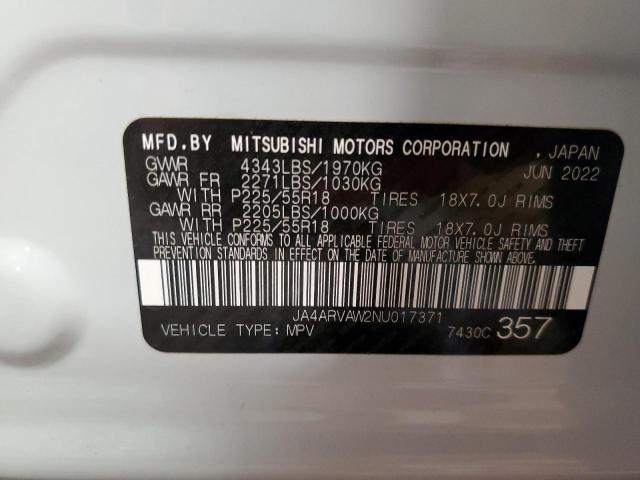 MFD.BY MITSUBISHI MOTORS CORPORATION , JAPAN
GVWR 4343LBS/1970KG JUN 2022
GAWR FR 2271LBS/1030KG
WITH P225/55R18 TIRES 18X7.0J RIMS
GAWR RR 2205LBS/1000KG
WITH P225/55R18 TIRES 18X7.0J RIMS
THIS VEHICLE CONFORMS TO ALL APPLICABLE FEDERAL MOTOR VEHICLE SAFETY AND THEFT
PREVENTION STANDARDS IN EFFECT ON THE DATE OF MANUFACTURE SHOWN ABOVE.
JA4ARVAW2NU017371
VEHICLE TYPE:MPV 7430C 357